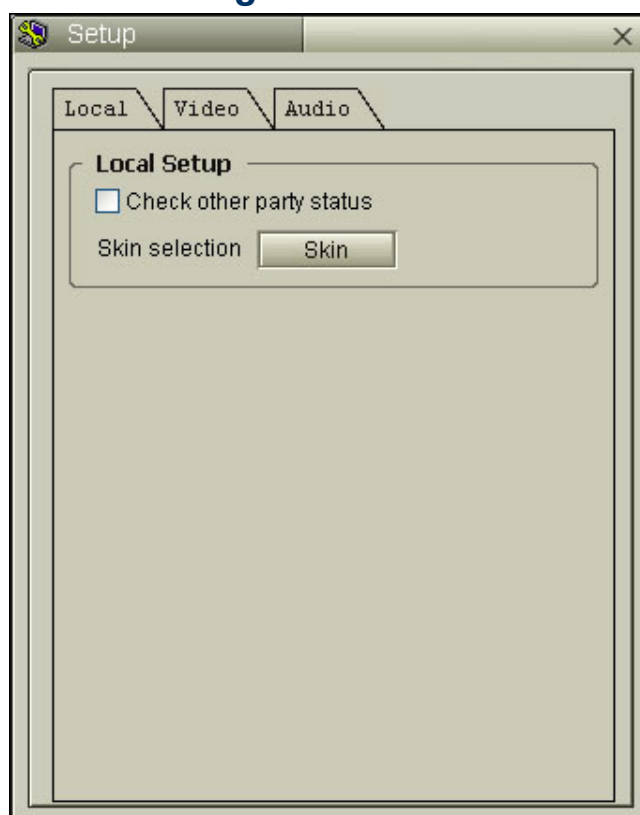 Setup
Local Video Audio
Local Setup
Check other party status
Skin selection Skin